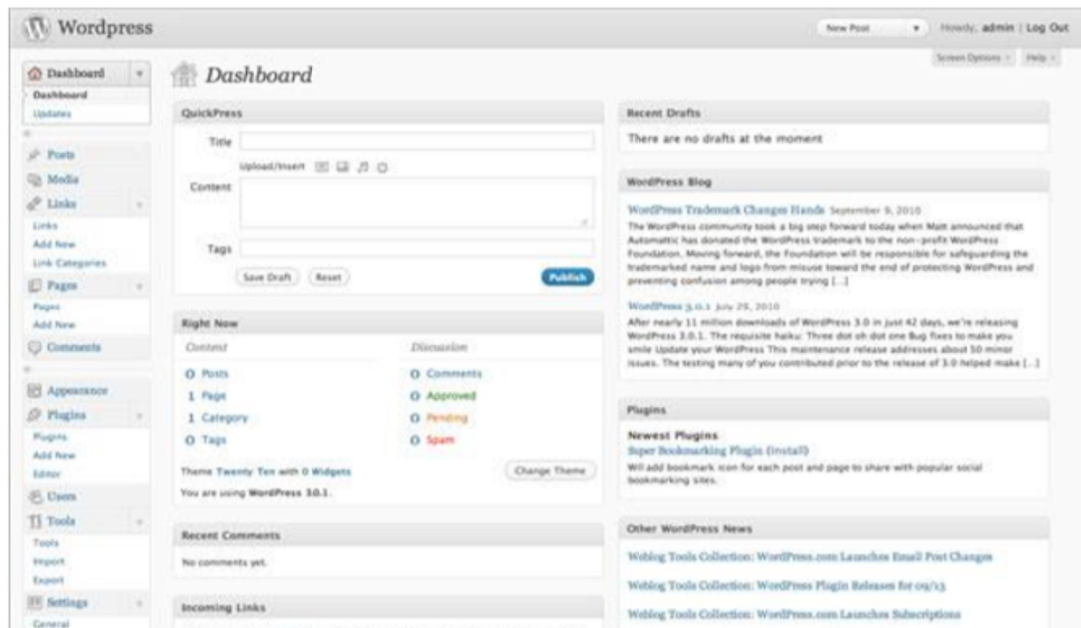 Wordpress
New Post
Howdy, admin | Log Out
Screen Options
Help
Dashboard
Dashboard
Updates
Posts
Media
Links
Links
Add New
Link Categories
Pages
Pages
Add New
Comments
Appearance
Plugins
Plugins
Add New
Editor
Users
Tools
Tools
Import
Export
Settings
General
Dashboard
QuickPress
Title
Upload/Insert
Content
Tags
Save Draft
Reset
Publish
Right Now
Content
Discussion
0 Posts
0 Comments
1 Page
0 Approved
1 Category
0 Pending
0 Tags
0 Spam
Theme Twenty Ten with 0 Widgets
Change Theme
You are using WordPress 3.0.1.
Recent Comments
No comments yet.
Incoming Links
Recent Drafts
There are no drafts at the moment
WordPress Blog
WordPress Trademark Changes Hands September 9, 2010
The WordPress community took a big step forward today when Matt announced that
Automattic has donated the WordPress trademark to the non-profit WordPress
Foundation. Moving forward, the Foundation will be responsible for safeguarding the
trademarked name and logo from misuse toward the end of protecting WordPress and
preventing confusion among people trying [...]
WordPress 3.0.1 July 29, 2010
After nearly 11 million downloads of WordPress 3.0 in just 42 days, we're releasing
WordPress 3.0.1. The requisite haiku: Three dot oh dot one Bug fixes to make you
smile Update your WordPress This maintenance release addresses about 50 minor
issues. The testing many of you contributed prior to the release of 3.0 helped make [...]
Plugins
Newest Plugins
Super Bookmarking Plugin (Install)
Will add bookmark icon for each post and page to share with popular social
bookmarking sites.
Other WordPress News
Weblog Tools Collection: WordPress.com Launches Email Post Changes
Weblog Tools Collection: WordPress Plugin Releases for 09/13
Weblog Tools Collection: WordPress.com Launches Subscriptions